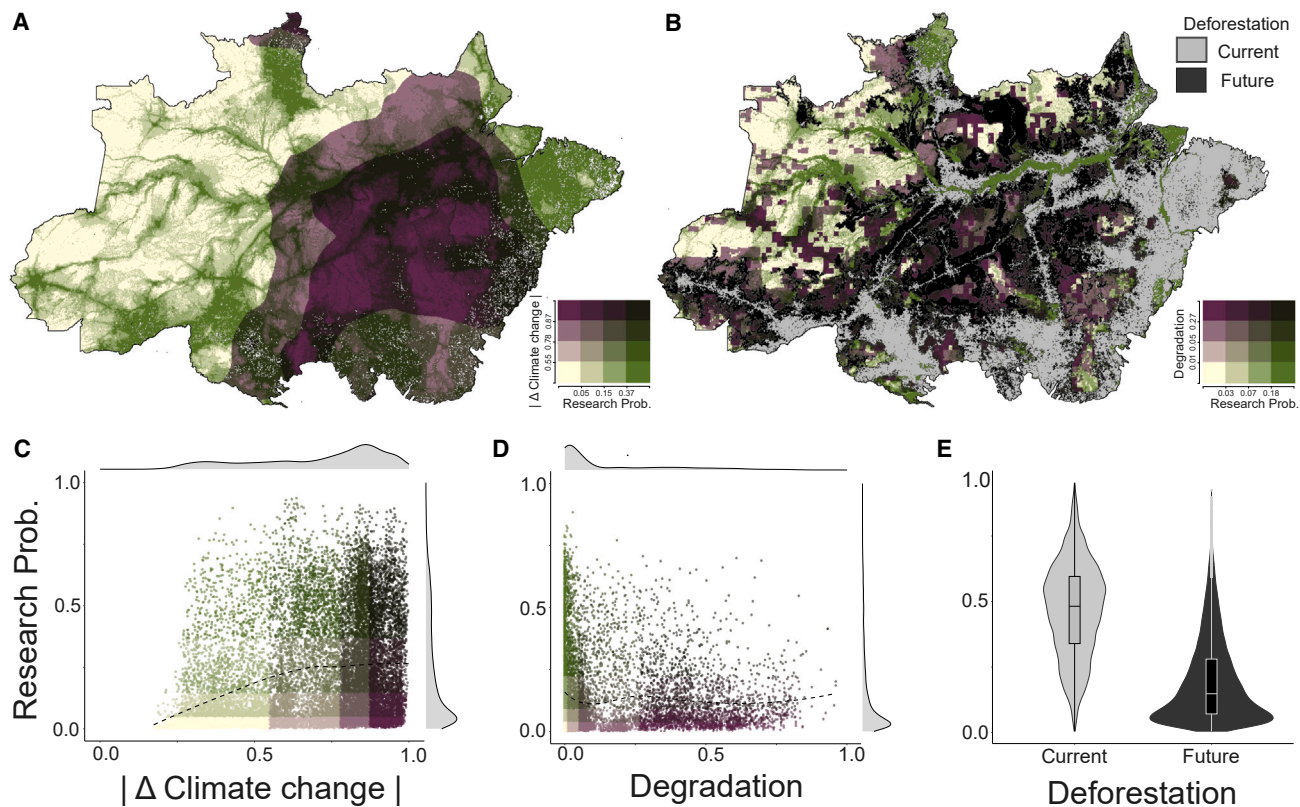 A
B
Deforestation
Current
Future
| Δ Climate change |
0.55 0.78 0.87
0.05 0.15 0.37
Research Prob.
Degradation
0.01 0.05 0.27
0.03 0.07 0.18
Research Prob.
C
D
E
Research Prob.
1.0
0.5
0.0
0.0 0.5 1.0
| Δ Climate change |
1.0
0.5
0.0
0.0 0.5 1.0
Degradation
1.0
0.5
0.0
Current Future
Deforestation